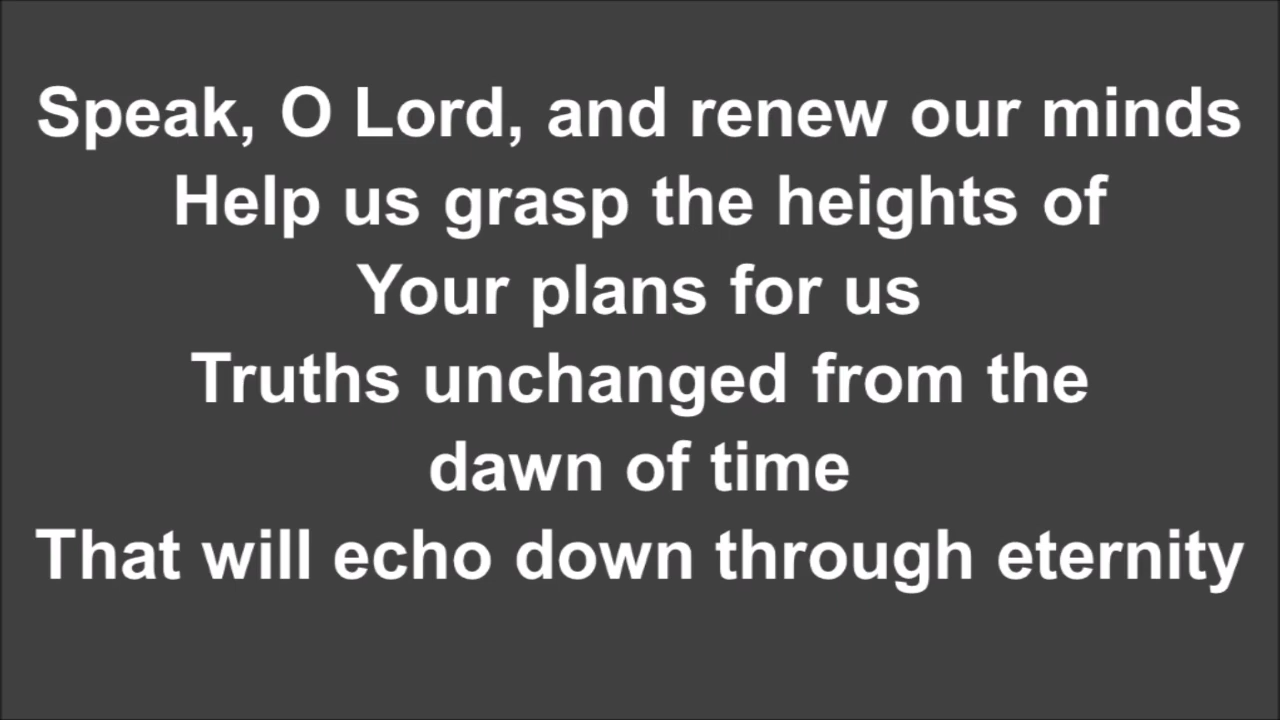 Speak, O Lord, and renew our minds
Help us grasp the heights of
Your plans for us
Truths unchanged from the
dawn of time
That will echo down through eternity